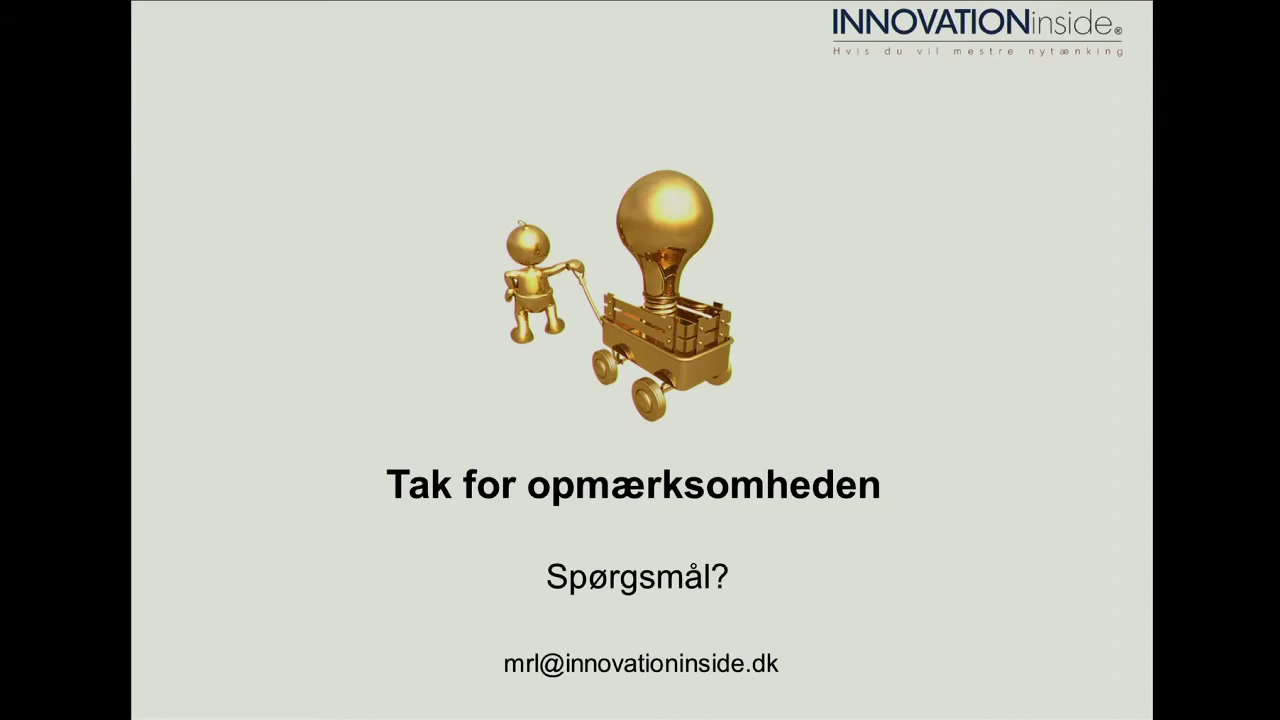 INNOVATIONinside®
Hvis du vil mestre nytænking
Tak for opmærksomheden
Spørgsmål?
mrl@innovationinside.dk